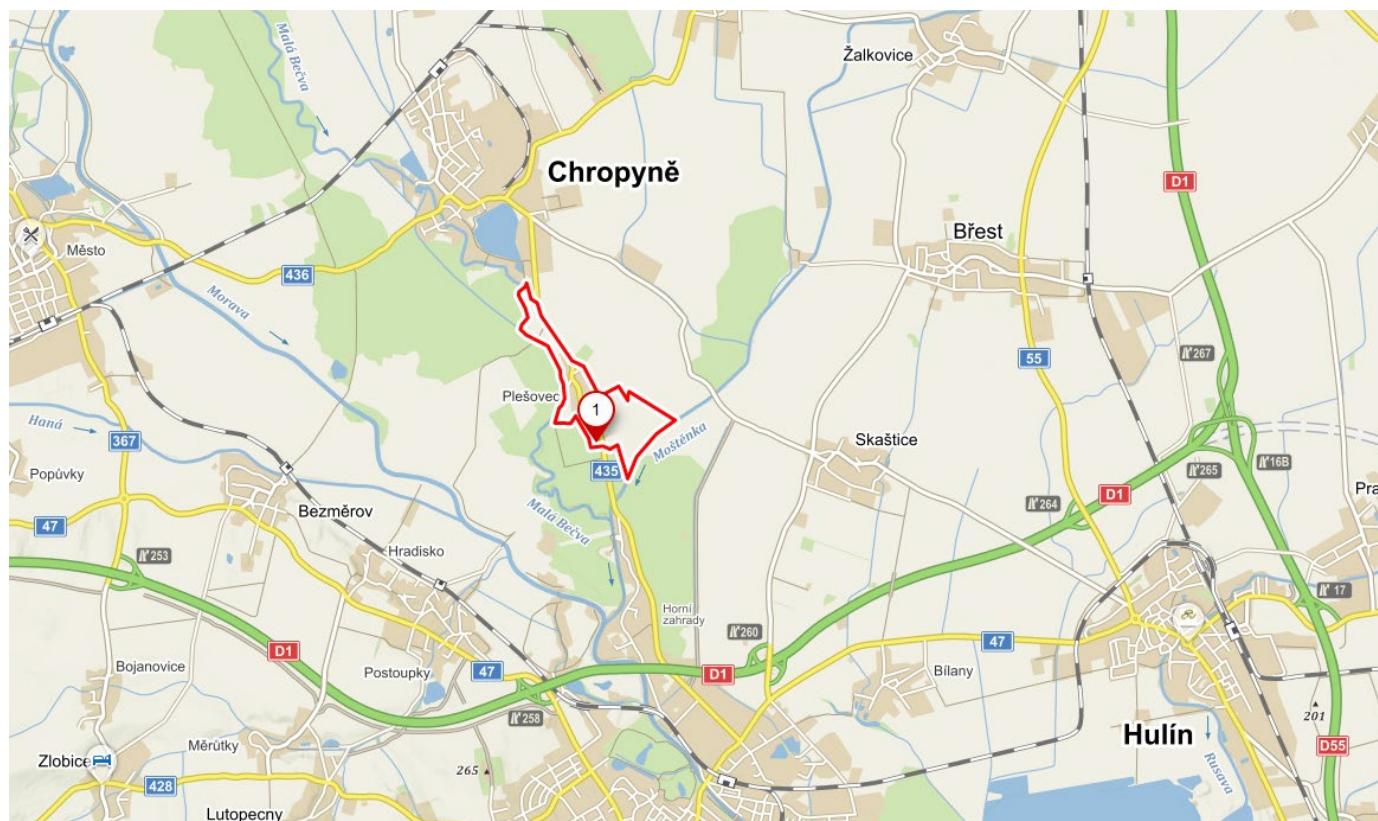 Malá Bečva
Žalkovice
Chropyně
D1
Město
Břest
436
Morava
267
55
Plešovec
1
Haná
367
Moštěnka
Skaštice
435
265
16B
Popůvky
D1
264
Pra
47
Bezměrov
Malá Bečva
253
Hradisko
17
Horní
zahrady
260
47
D1
Bojanovice
Postoupky
47
D1
Bílany
258
201
Hulín
Zlobice
Měrůtky
D55
265
428
Rusava
Lutopecny